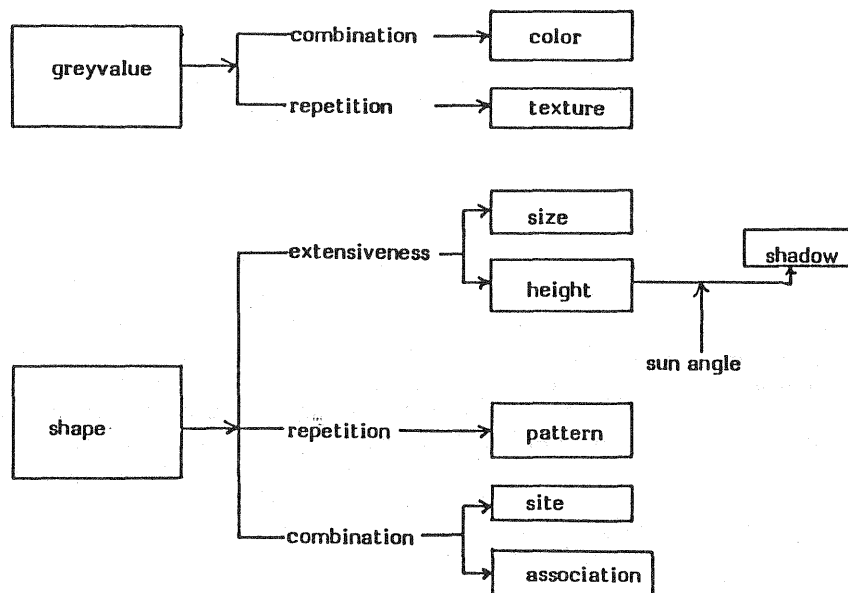 greyvalue
combination
color
repetition
texture
shape
extensiveness
size
height
shadow
sun angle
repetition
pattern
combination
site
association